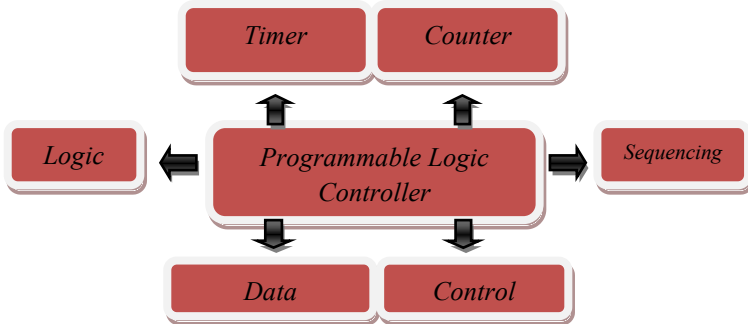 Timer
Counter
Logic
Programmable Logic
Controller
Sequencing
Data
Control